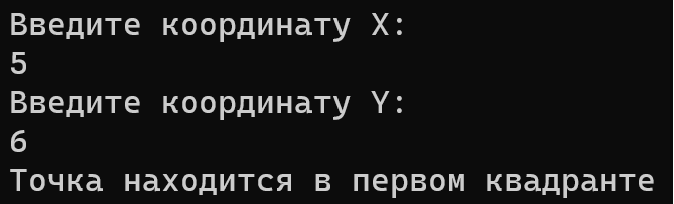 Введите координату X:
5
Введите координату Y:
6
Точка находится в первом квадранте